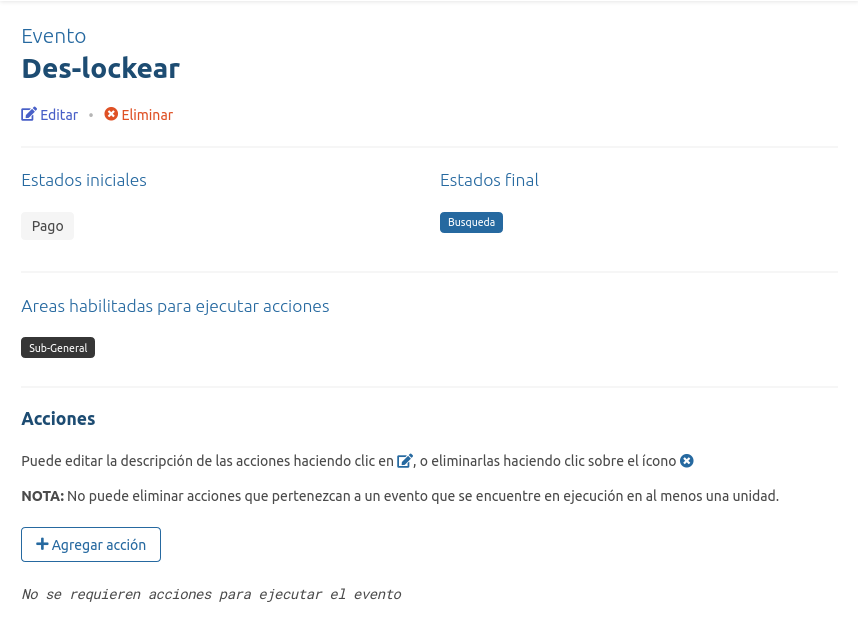 Evento
Des-lockear
Editar • Eliminar
Estados iniciales
Estados final
Pago
Busqueda
Areas habilitadas para ejecutar acciones
Sub-General
Acciones
Puede editar la descripción de las acciones haciendo clic en , o eliminarlas haciendo clic sobre el ícono
NOTA: No puede eliminar acciones que pertenezcan a un evento que se encuentre en ejecución en al menos una unidad.
+ Agregar acción
No se requieren acciones para ejecutar el evento